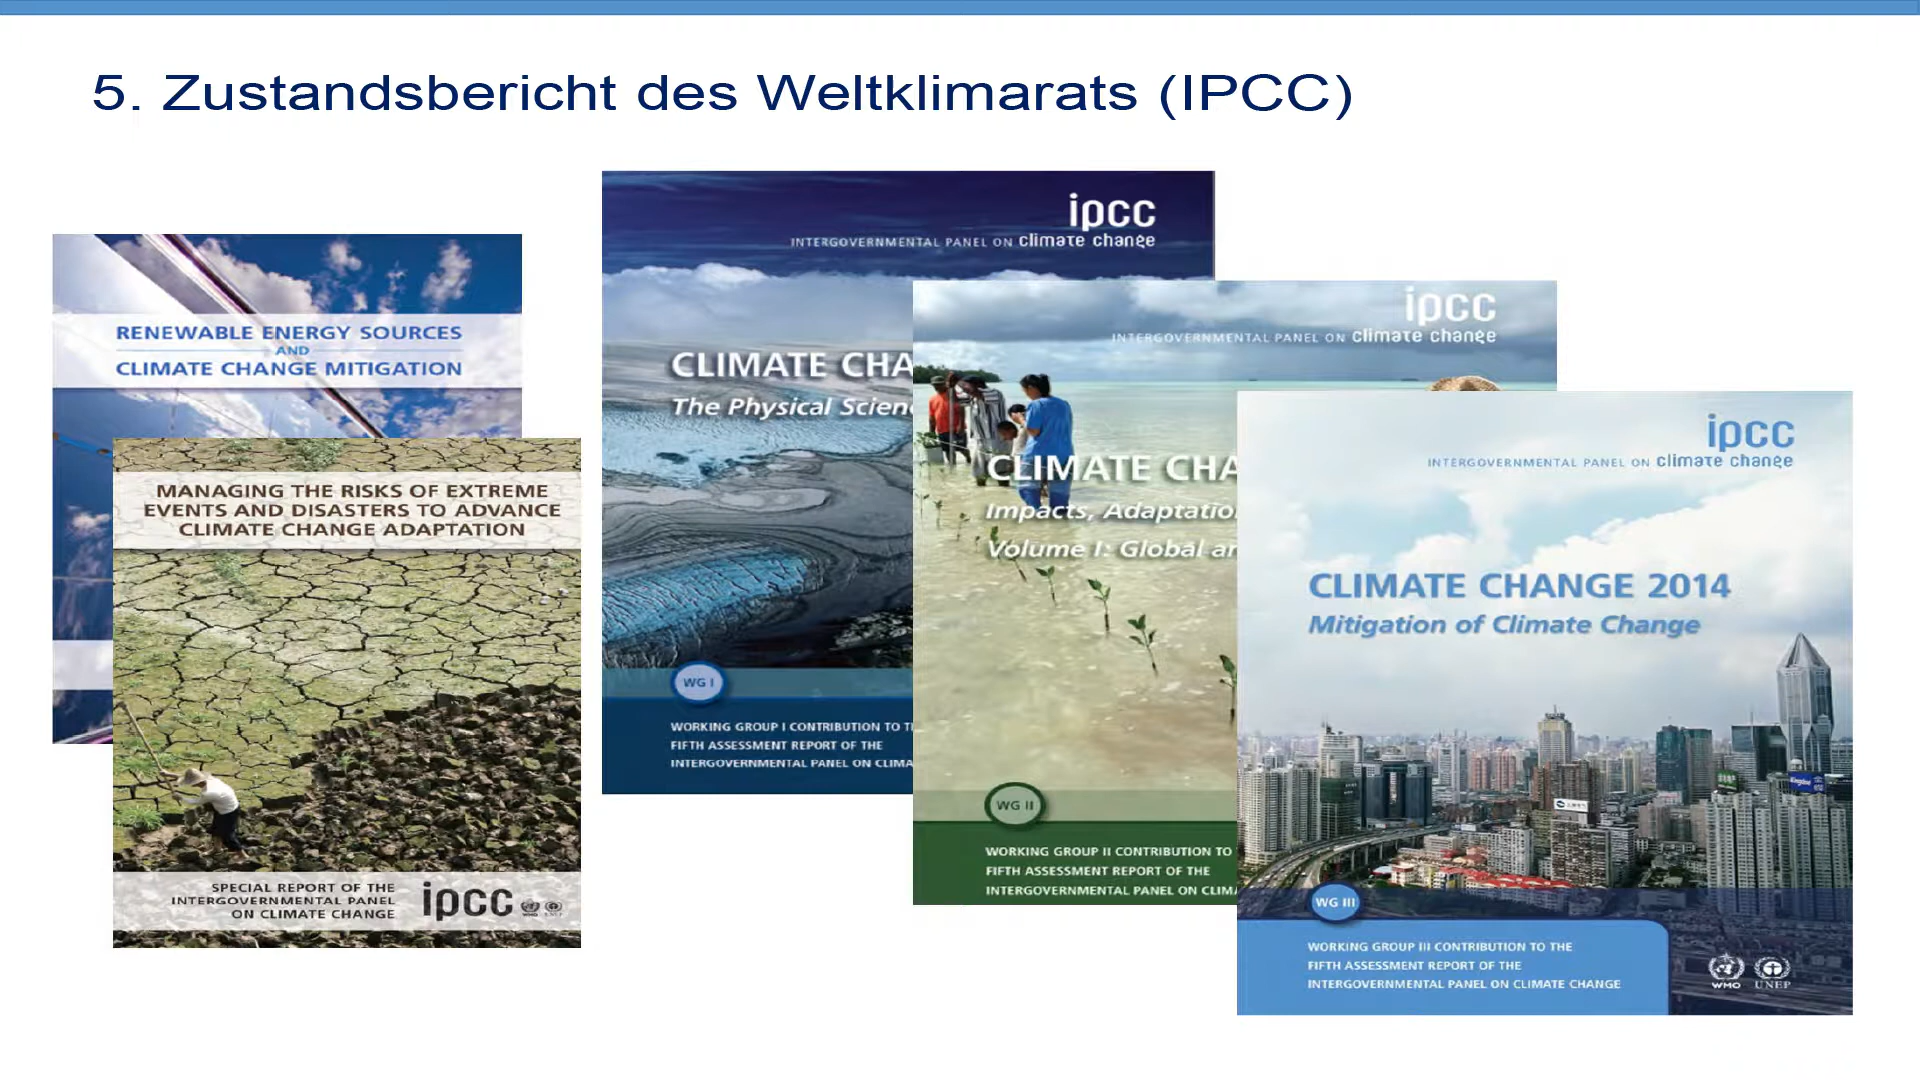 5. Zustandsbericht des Weltklimarats (IPCC)
RENEWABLE ENERGY SOURCES
AND
CLIMATE CHANGE MITIGATION
MANAGING THE RISKS OF EXTREME
EVENTS AND DISASTERS TO ADVANCE
CLIMATE CHANGE ADAPTATION
SPECIAL REPORT OF THE
INTERGOVERNMENTAL PANEL
ON CLIMATE CHANGE
ipcc
WMO UNEP
ipcc
INTERGOVERNMENTAL PANEL ON climate change
CLIMATE CHA
The Physical Scien
WG I
WORKING GROUP I CONTRIBUTION TO
FIFTH ASSESSMENT REPORT OF THE
INTERGOVERNMENTAL PANEL ON CLIMA
ipcc
INTERGOVERNMENTAL PANEL ON climate change
CLIMATE CHA
Impacts, Adaptatio
Volume I: Global an
WG II
WORKING GROUP II CONTRIBUTION TO
FIFTH ASSESSMENT REPORT OF THE
INTERGOVERNMENTAL PANEL ON CLIMA
ipcc
INTERGOVERNMENTAL PANEL ON climate change
CLIMATE CHANGE 2014
Mitigation of Climate Change
WG III
WORKING GROUP III CONTRIBUTION TO THE
FIFTH ASSESSMENT REPORT OF THE
INTERGOVERNMENTAL PANEL ON CLIMATE CHANGE
WMO UNEP